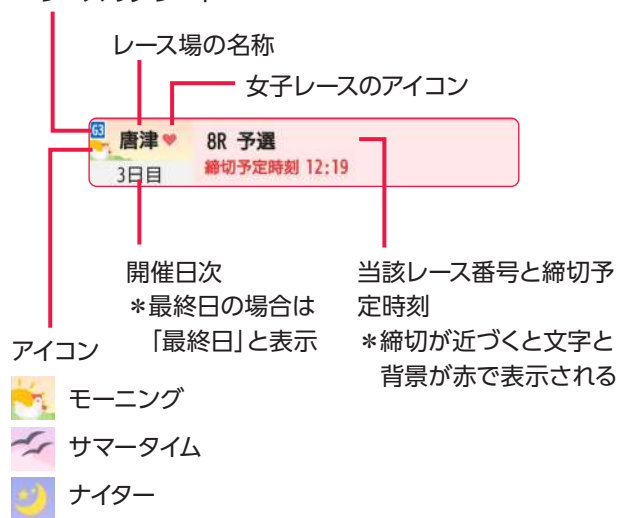 レース場の名称
女子レースのアイコン
G3
唐津 8R 予選
3日目 締切予定時刻 12:19
開催日次
＊最終日の場合は
「最終日」と表示
当該レース番号と締切予
定時刻
＊締切が近づくと文字と
背景が赤で表示される
アイコン
モーニング
サマータイム
ナイター